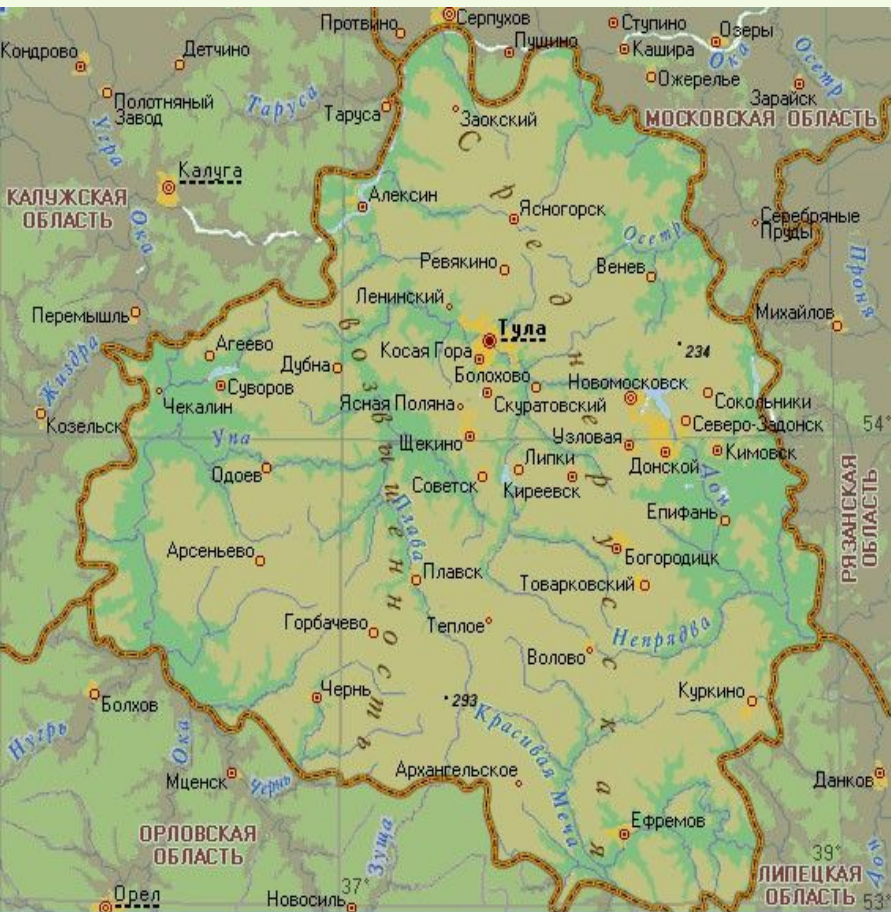 Протвино
Серпухов
Пущино
Ступино
Озеры
Кондрово
Детчино
Кашира
Ока
Осетр
Ожерелье
Полотняный
Завод
Таруса
Таруса
Заокский
Зарайск
МОСКОВСКАЯ ОБЛАСТЬ
Угра
Калуга
КАЛУЖСКАЯ
ОБЛАСТЬ
Ока
Алексин
Ясногорск
Серебряные
Пруды
Осетр
Проня
Ревякино
Венев
Ленинский
Перемышль
Михайлов
Тула
Агеево
Косая Гора
234
Жиздра
Дубна
Болохово
Новомосковск
Суворов
Чекалин
Ясная Поляна
Скуратовский
Сокольники
Козельск
Северо-Задонск
54°
Упа
Щекино
Узловая
Кимовск
Одоев
Липки
Донской
Дон
Советск
Киреевск
Плава
Епифань
РЯЗАНСКАЯ
ОБЛАСТЬ
Арсеньево
Богородицк
Плавск
Товарковский
Горбачево
Теплое
Непрядва
Волово
Среднерусская
возвышенность
Чернь
293
Куркино
Болхов
Красивая Меча
Нугрь
Ока
Мценск
Чернь
Архангельское
Данков
ОРЛОВСКАЯ
ОБЛАСТЬ
Зуша
Ефремов
39°
Дон
ЛИПЕЦКАЯ
ОБЛАСТЬ
37°
Орел
Новосиль
53°